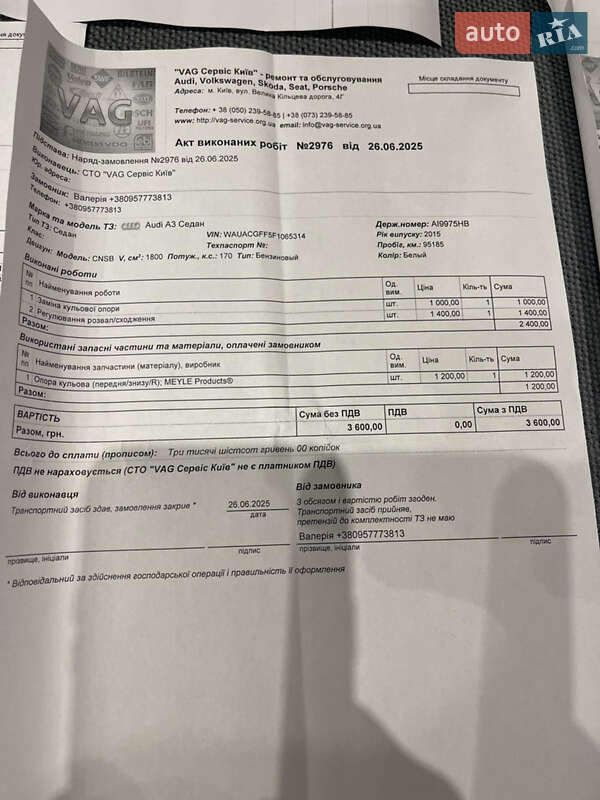 auto RIA.com
VAG
"VAG Сервіс Київ" - ремонт та обслуговування
Audi, Volkswagen, Skoda, Seat, Porsche
Адреса: м. Київ, вул. Велика Кільцева дорога, 4Г
Місце складання документу
Телефон: + 38 (050) 239-58-85 | +38 (073) 239-58-85
www: http://vag-service.org.ua email: info@vag-service.org.ua
Акт виконаних робіт №2976 від 26.06.2025
Підстава: Наряд-замовлення №2976 від 26.06.2025
Виконавець: СТО "VAG Сервіс Київ"
Юр. адреса:
Замовник: Валерія +380957773813
Телефон: +380957773813
Марка та модель ТЗ: Audi A3 Седан
Держ.номер: AI9975HB
Тип ТЗ: Седан
VIN: WAUACGFF5F1065314
Рік випуску: 2015
Клас:
Техпаспорт №:
Пробіг, км.: 95185
Двигун: Модель: CNSB V, см³: 1800 Потуж., к.с.: 170 Тип: Бензиновый
Колір: Белый
Виконані роботи
№ пп Найменування роботи Од. вим. Ціна Кіль-ть Сума
1 Заміна кульової опори шт. 1 000,00 1 1 000,00
2 Регулювання розвал/сходження шт. 1 400,00 1 1 400,00
Разом: 2 400,00
Використані запасні частини та матеріали, оплачені замовником
№ пп Найменування запчастини (матеріалу), виробник Од. вим. Ціна Кіль-ть Сума
1 Опора кульова (передня/знизу/R); MEYLE Products® шт. 1 200,00 1 1 200,00
Разом: 1 200,00
ВАРТІСТЬ Сума без ПДВ ПДВ Сума з ПДВ
Разом, грн. 3 600,00 0,00 3 600,00
Всього до сплати (прописом): Три тисячі шістсот гривень 00 копійок
ПДВ не нараховується (СТО "VAG Сервіс Київ" не є платником ПДВ)
Від виконавця
Від замовника
Транспортний засіб здав, замовлення закрив *
26.06.2025
дата
З обсягом і вартістю робіт згоден.
Транспортний засіб прийняв,
претензій до комплектності ТЗ не маю
Валерія +380957773813
прізвище, ініціали підпис прізвище, ініціали підпис
* Відповідальний за здійснення господарської операції і правильність її оформлення